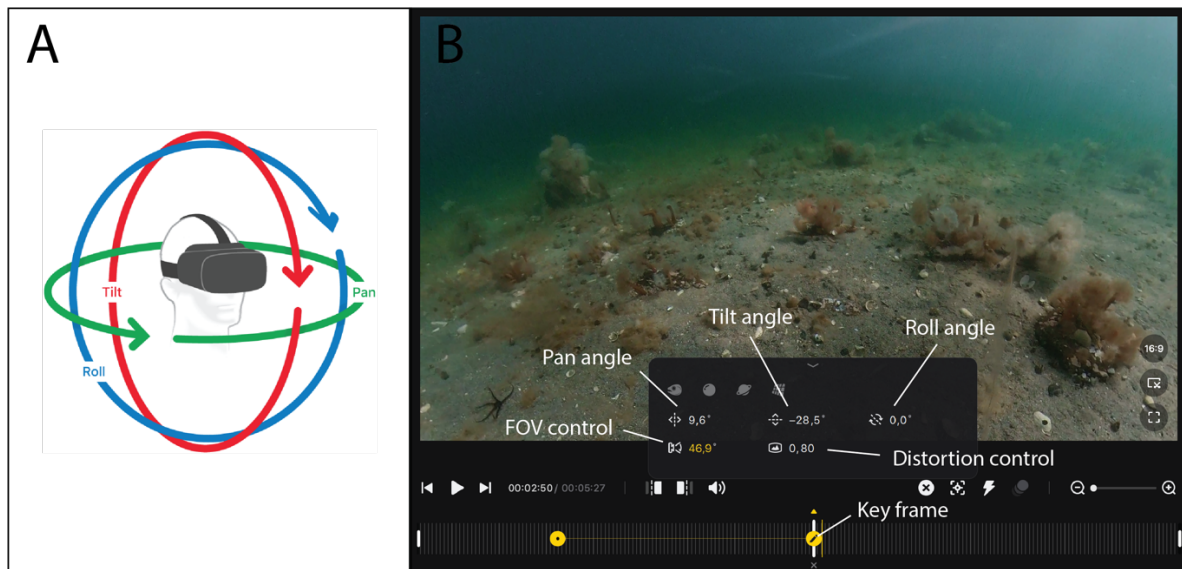 A
Tilt
Pan
Roll
B
Tilt angle
Roll angle
Pan angle
16:9
9,6°
−28,5°
0,0°
FOV control
46,9°
0,80
Distortion control
00:02:50 / 00:05:27
Key frame